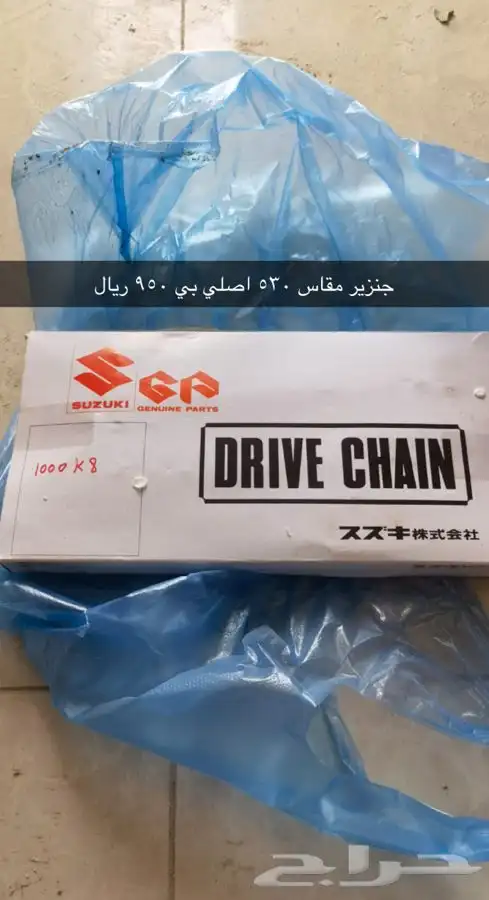 جنزير مقاس ٥٣٠ اصلي بي ٩٥٠ ريال
SUZUKI
GENUINE PARTS
DRIVE CHAIN
1000 K8
スズキ株式会社
حراج